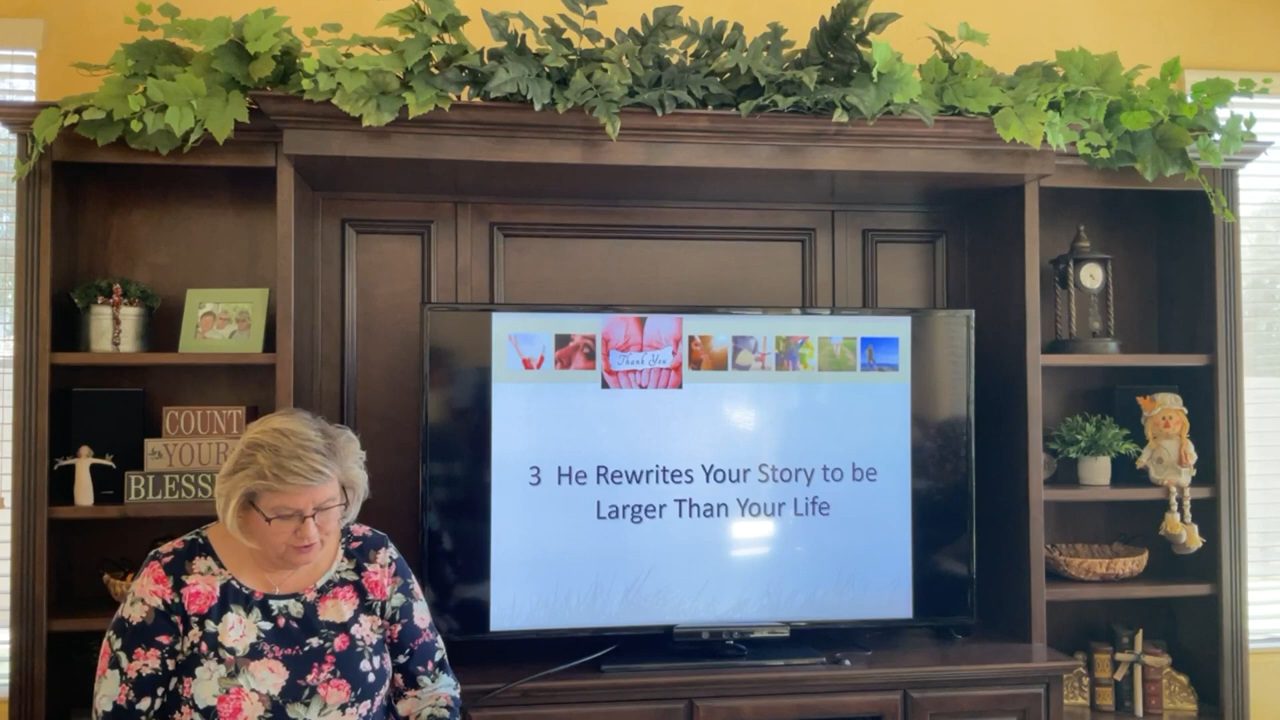 Thank You
3 He Rewrites Your Story to be
Larger Than Your Life
COUNT
YOUR
BLESS